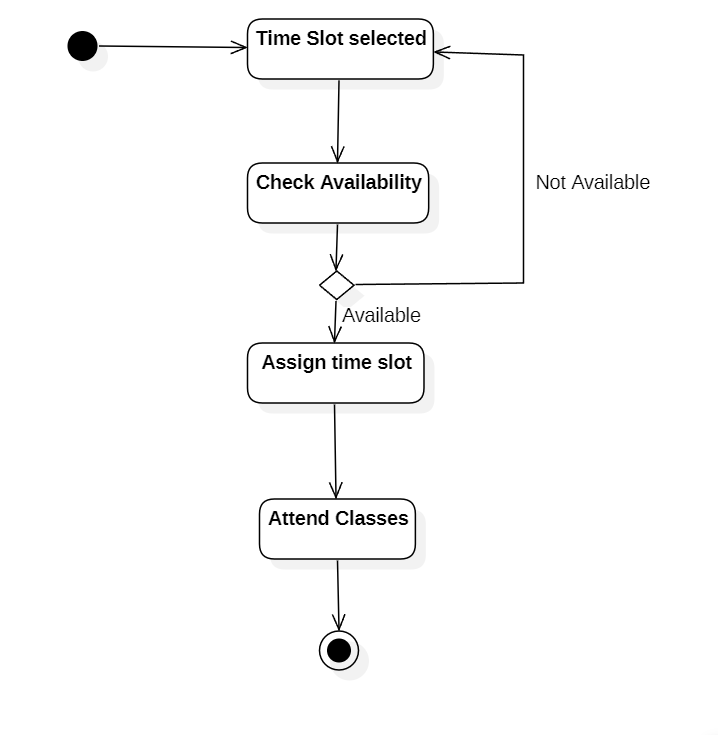 Time Slot selected
Check Availability
Not Available
Available
Assign time slot
Attend Classes